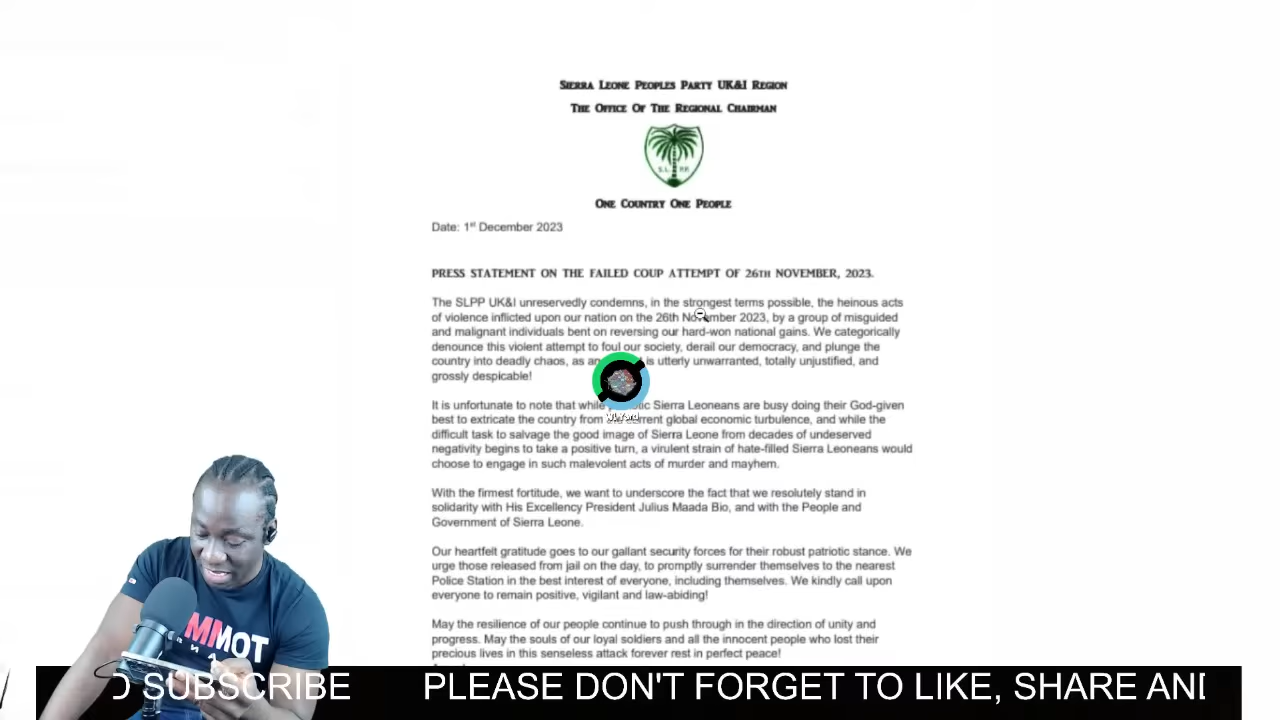 SIERRA LEONE PEOPLES PARTY UK&I REGION
THE OFFICE OF THE REGIONAL CHAIRMAN
S.L.P.P.
ONE COUNTRY ONE PEOPLE
Date: 1st December 2023
PRESS STATEMENT ON THE FAILED COUP ATTEMPT OF 26TH NOVEMBER, 2023.
The SLPP UK&I unreservedly condemns, in the strongest terms possible, the heinous acts
of violence inflicted upon our nation on the 26th November 2023, by a group of misguided
and malignant individuals bent on reversing our hard-won national gains. We categorically
denounce this violent attempt to foul our society, derail our democracy, and plunge the
country into deadly chaos, as an is utterly unwarranted, totally unjustified, and
grossly despicable!
It is unfortunate to note that while Sierra Leoneans are busy doing their God-given
best to extricate the country from current global economic turbulence, and while the
difficult task to salvage the good image of Sierra Leone from decades of undeserved
negativity begins to take a positive turn, a virulent strain of hate-filled Sierra Leoneans would
choose to engage in such malevolent acts of murder and mayhem.
With the firmest fortitude, we want to underscore the fact that we resolutely stand in
solidarity with His Excellency President Julius Maada Bio, and with the People and
Government of Sierra Leone.
Our heartfelt gratitude goes to our gallant security forces for their robust patriotic stance. We
urge those released from jail on the day, to promptly surrender themselves to the nearest
Police Station in the best interest of everyone, including themselves. We kindly call upon
everyone to remain positive, vigilant and law-abiding!
May the resilience of our people continue to push through in the direction of unity and
progress. May the souls of our loyal soldiers and all the innocent people who lost their
precious lives in this senseless attack forever rest in perfect peace!
MMOT
SUBSCRIBE PLEASE DON'T FORGET TO LIKE, SHARE AND